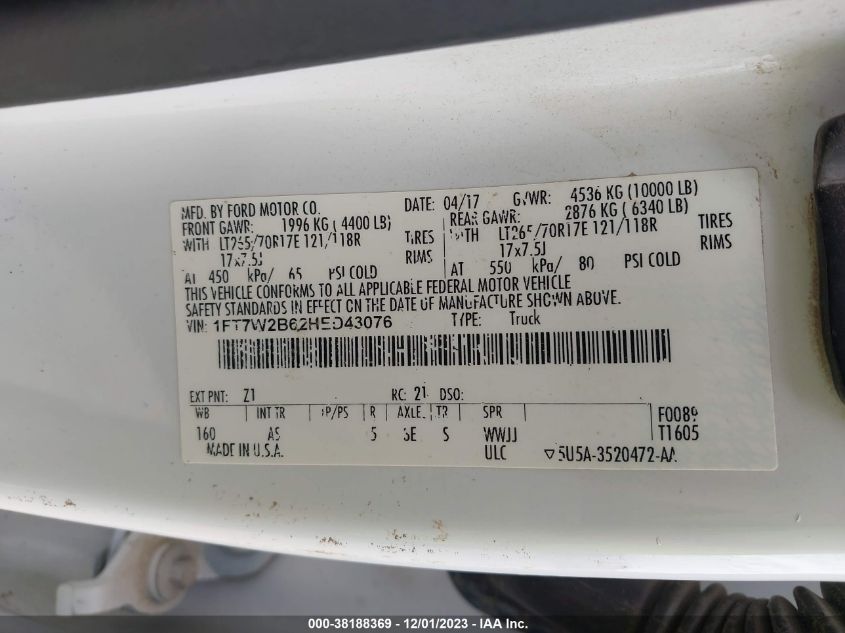 MFD. BY FORD MOTOR CO. DATE: 04/17 GVWR: 4536 KG (10000 LB)
FRONT GAWR: 1996 KG (4400 LB) REAR GAWR: 2876 KG (6340 LB)
WITH LT265/70R17E 121/118R TIRES WITH LT265/70R17E 121/118R TIRES
17x7.5J RIMS 17x7.5J RIMS
AT 450 kPa/ 65 PSI COLD AT 550 kPa/ 80 PSI COLD
THIS VEHICLE CONFORMS TO ALL APPLICABLE FEDERAL MOTOR VEHICLE
SAFETY STANDARDS IN EFFECT ON THE DATE OF MANUFACTURE SHOWN ABOVE.
VIN: 1FT7W2B62HED43076 TYPE: Truck
EXT PNT: Z1 RC: 21 DSO:
WB INT TR TP/PS R AXLE TR SPR F0089
160 AS 5 3E S WWJJ T1605
MADE IN U.S.A. ULC ▽5U5A-3520472-AA
000-38188369 - 12/01/2023 - IAA Inc.